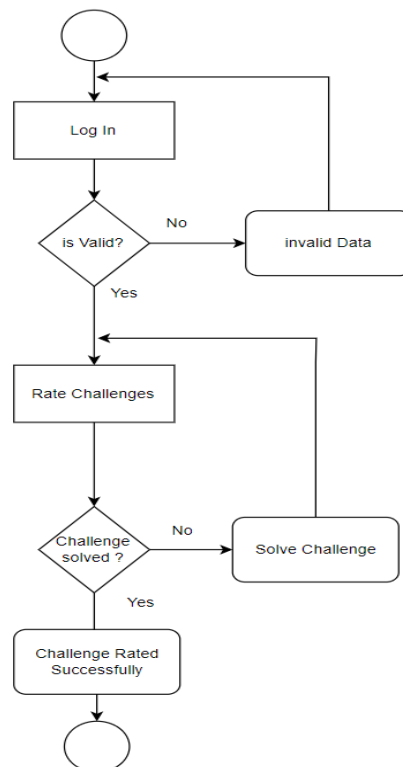 Log In
is Valid?
No
invalid Data
Yes
Rate Challenges
Challenge
solved ?
No
Solve Challenge
Yes
Challenge Rated
Successfully